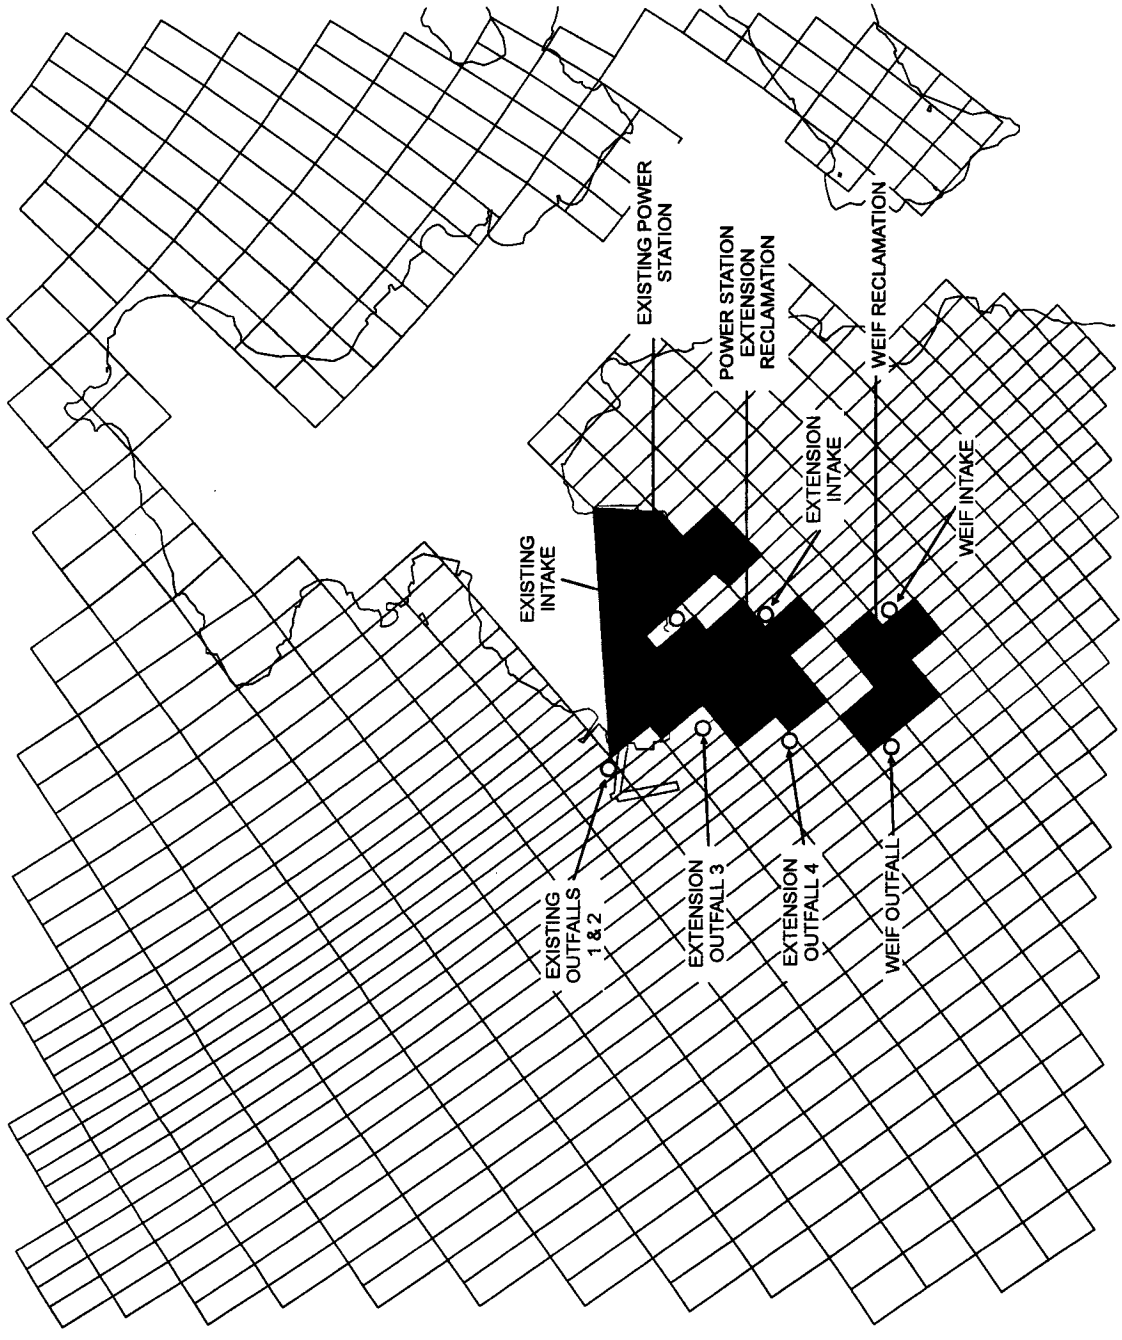 EXISTING POWER
STATION
POWER STATION
EXTENSION
RECLAMATION
WEIF RECLAMATION
EXISTING
INTAKE
EXTENSION
INTAKE
WEIF INTAKE
EXISTING
OUTFALLS
1 & 2
EXTENSION
OUTFALL 3
EXTENSION
OUTFALL 4
WEIF OUTFALL